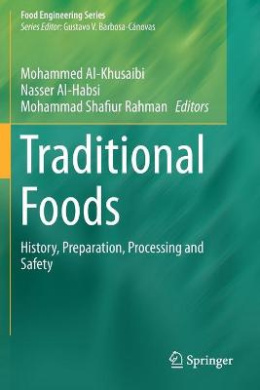 Food Engineering Series
Series Editor: Gustavo V. Barbosa-Cánovas
Mohammed Al-Khusaibi
Nasser Al-Habsi
Mohammad Shafiur Rahman Editors
Traditional
Foods
History, Preparation, Processing and
Safety
Springer